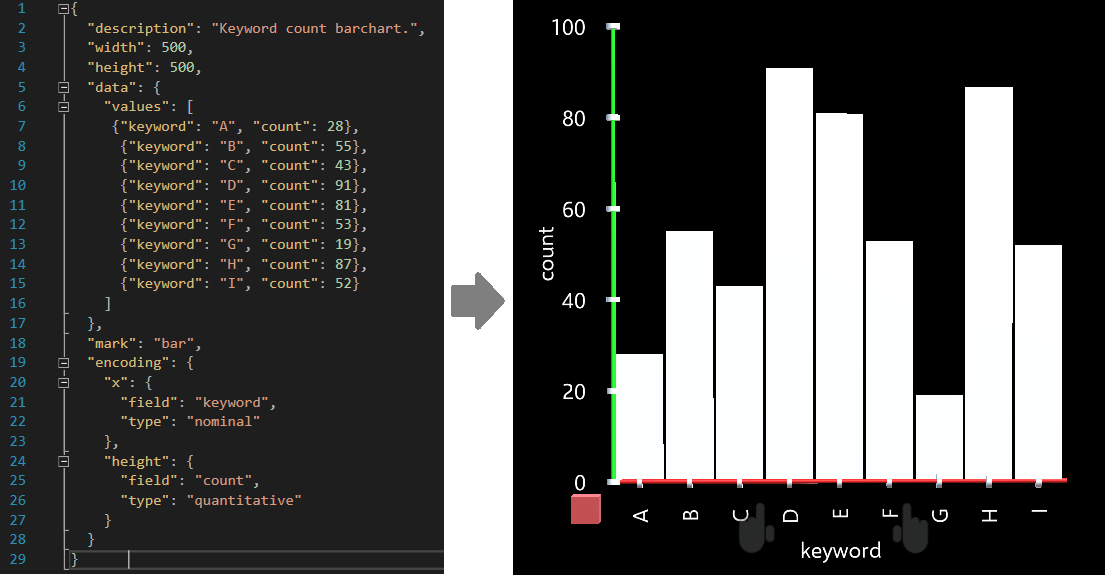 1 {
2 "description": "Keyword count barchart.",
3 "width": 500,
4 "height": 500,
5 "data": {
6 "values": [
7 {"keyword": "A", "count": 28},
8 {"keyword": "B", "count": 55},
9 {"keyword": "C", "count": 43},
10 {"keyword": "D", "count": 91},
11 {"keyword": "E", "count": 81},
12 {"keyword": "F", "count": 53},
13 {"keyword": "G", "count": 19},
14 {"keyword": "H", "count": 87},
15 {"keyword": "I", "count": 52}
16 ]
17 },
18 "mark": "bar",
19 "encoding": {
20 "x": {
21 "field": "keyword",
22 "type": "nominal"
23 },
24 "height": {
25 "field": "count",
26 "type": "quantitative"
27 }
28 }
29 }
100
80
60
40
20
0
count
A B C D E F G H I
keyword